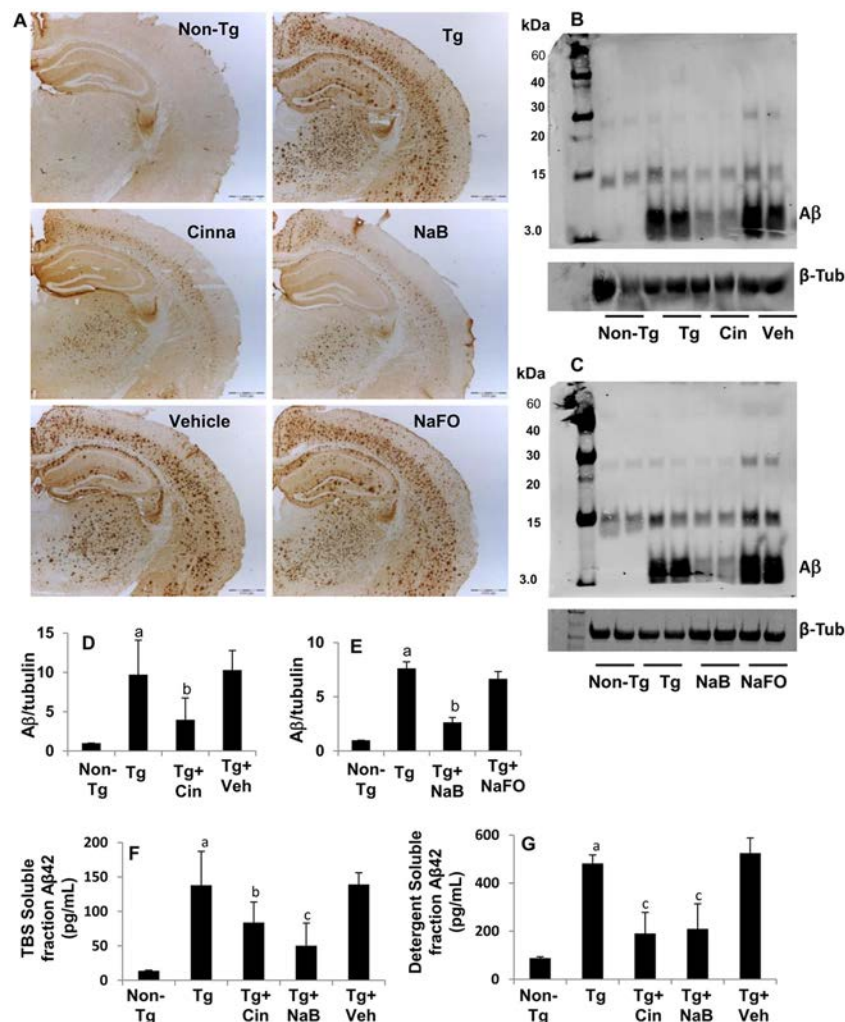 A
Non-Tg
Tg
Cinna
NaB
Vehicle
NaFO
B
kDa
60
40
30
20
15
3.0
Aβ
β-Tub
Non-Tg Tg Cin Veh
C
kDa
60
40
30
20
15
3.0
Aβ
β-Tub
Non-Tg Tg NaB NaFO
D
Aβ/tubulin
15
10
5
0
a
b
Non-
Tg
Tg
Tg+
Cin
Tg+
Veh
E
Aβ/tubulin
10
5
0
a
b
Non-
Tg
Tg
Tg+
NaB
Tg+
NaFO
F
TBS Soluble
fraction Aβ42
(pg/mL)
200
150
100
50
0
a
b
c
Non-
Tg
Tg
Tg+
Cin
Tg+
NaB
Tg+
Veh
G
Detergent Soluble
fraction Aβ42
(pg/mL)
600
400
200
0
a
c
c
Non-
Tg
Tg
Tg+
Cin
Tg+
NaB
Tg+
Veh